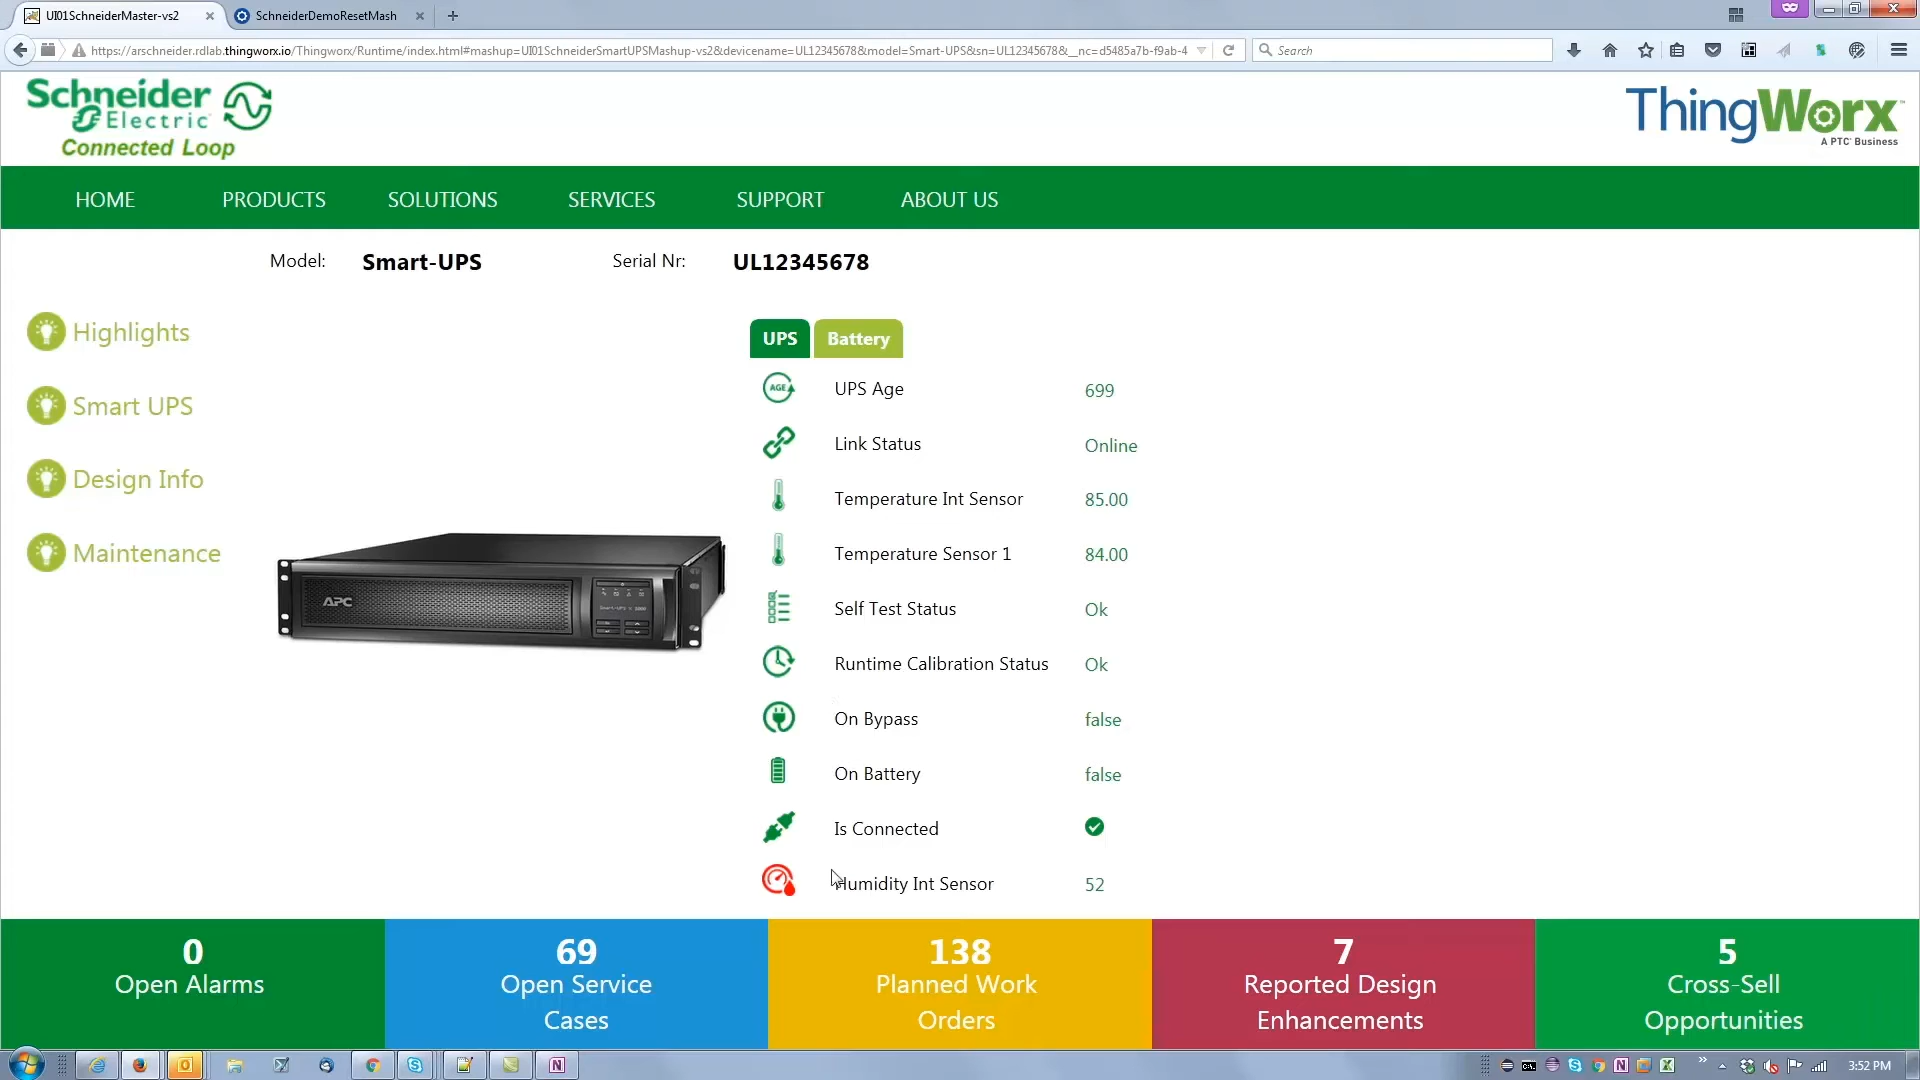 UI01SchneiderMaster-vs2
SchneiderDemoResetMash
https://arschneider.rdlab.thingworx.io/Thingworx/Runtime/index.html#mashup=UI01SchneiderSmartUPSMashup-vs2&devicename=UL12345678&model=Smart-UPS&sn=UL12345678&__nc=d5485a7b-f9ab-4
Search
Schneider
Electric
Connected Loop
ThingWorx
A PTC Business
HOME PRODUCTS SOLUTIONS SERVICES SUPPORT ABOUT US
Model: Smart-UPS Serial Nr: UL12345678
Highlights
Smart UPS
Design Info
Maintenance
APC
UPS Battery
AGE UPS Age 699
Link Status Online
Temperature Int Sensor 85.00
Temperature Sensor 1 84.00
Self Test Status Ok
Runtime Calibration Status Ok
On Bypass false
On Battery false
Is Connected
Humidity Int Sensor 52
0
Open Alarms
69
Open Service
Cases
138
Planned Work
Orders
7
Reported Design
Enhancements
5
Cross-Sell
Opportunities
3:52 PM